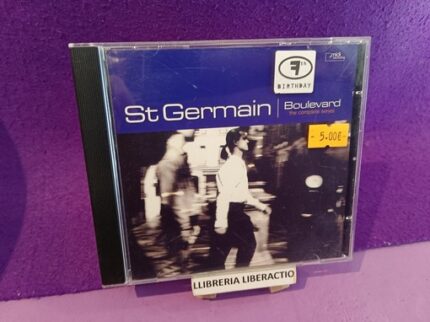 F
BIRTHDAY
St Germain | Boulevard
the complete series
- 5.00€
LLIBRERIA LIBERACTIO